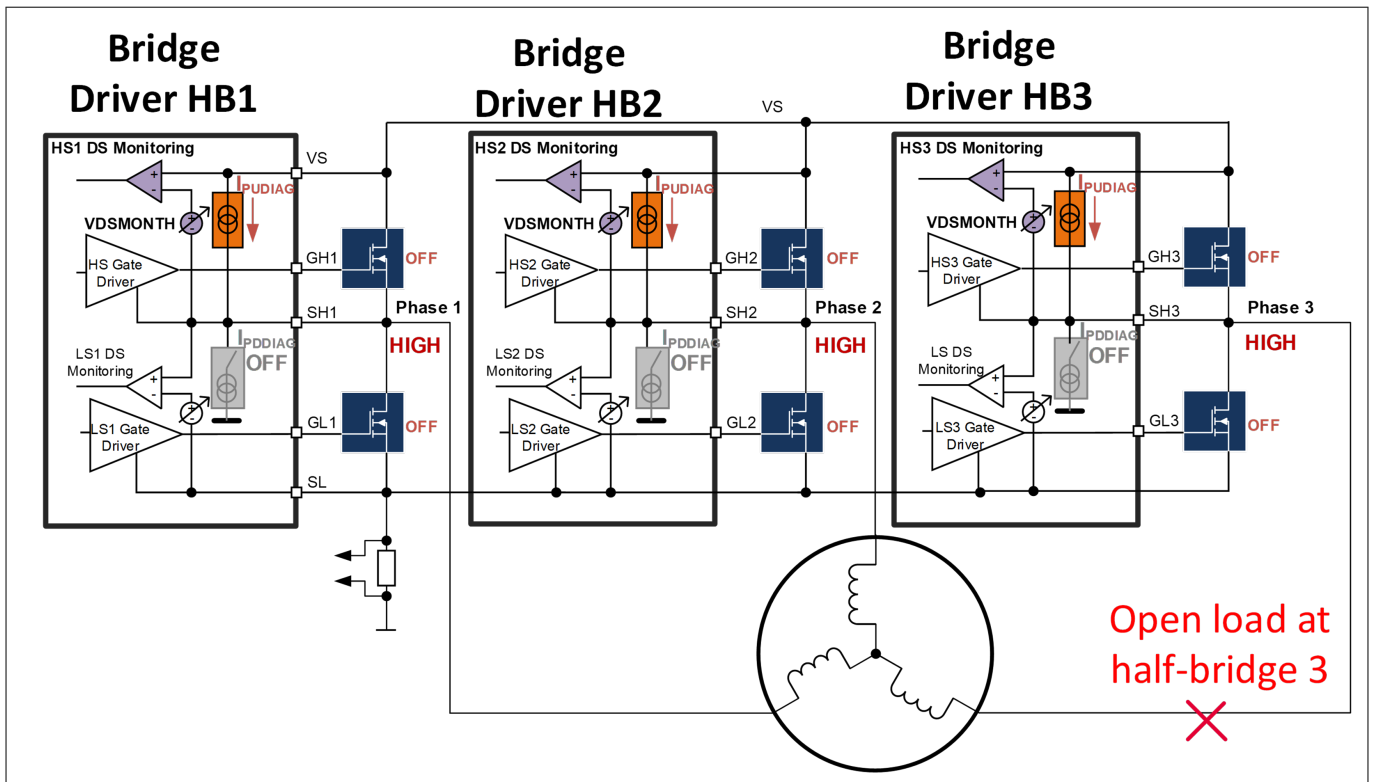 Bridge
Driver HB1
Bridge
Driver HB2
Bridge
Driver HB3
VS
HS1 DS Monitoring
VS
IPUDIAG
VDSMONTH
HS Gate
Driver
GH1
OFF
SH1
Phase 1
HIGH
IPDDIAG
OFF
LS1 DS
Monitoring
LS1 Gate
Driver
GL1
OFF
SL
HS2 DS Monitoring
IPUDIAG
VDSMONTH
HS2 Gate
Driver
GH2
OFF
SH2
Phase 2
HIGH
IPDDIAG
OFF
LS2 DS
Monitoring
LS2 Gate
Driver
GL2
OFF
HS3 DS Monitoring
IPUDIAG
VDSMONTH
HS3 Gate
Driver
GH3
OFF
SH3
Phase 3
HIGH
IPDDIAG
OFF
LS DS
Monitoring
LS3 Gate
Driver
GL3
OFF
Open load at
half-bridge 3